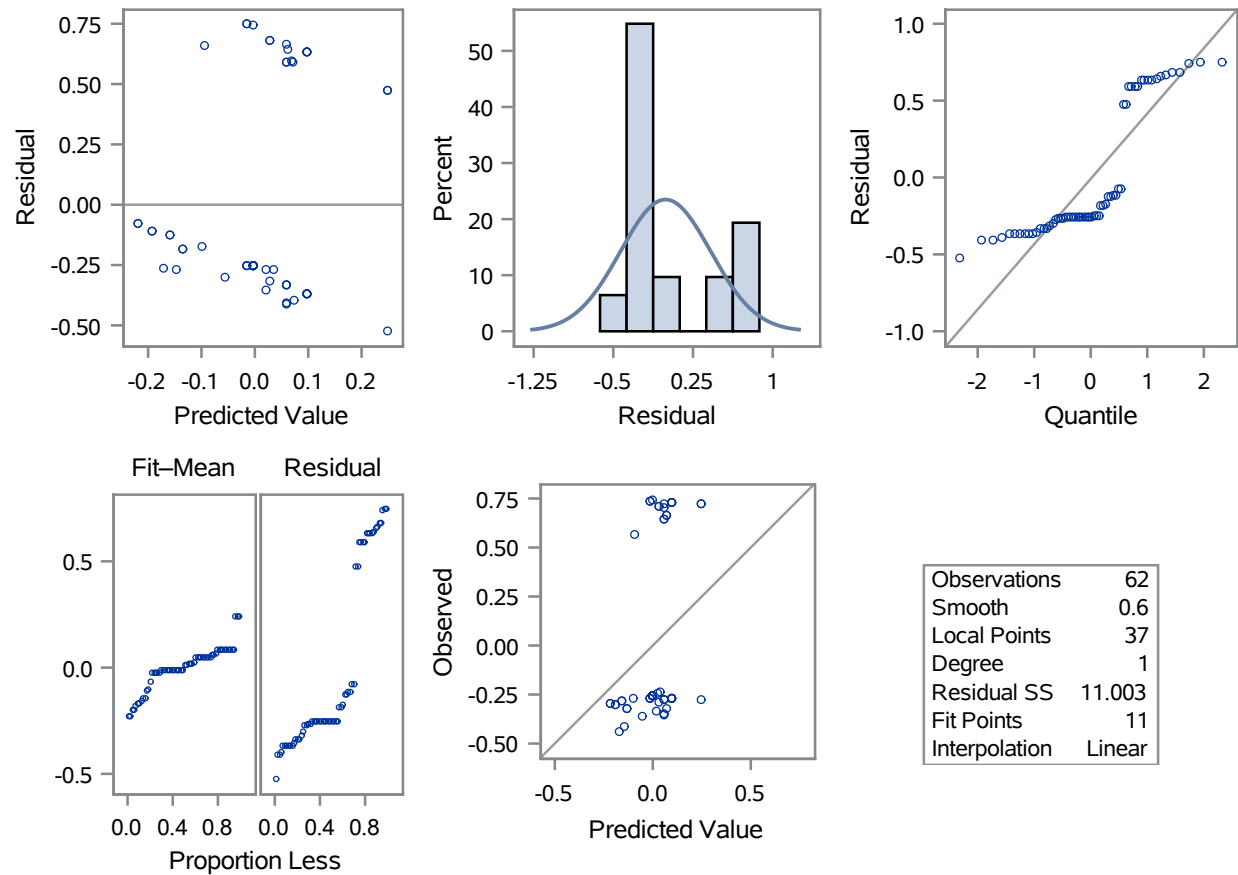 0.75
0.50
0.25
0.00
-0.25
-0.50
Residual
-0.2 -0.1 0.0 0.1 0.2
Predicted Value
50
40
30
20
10
0
Percent
-1.25 -0.5 0.25 1
Residual
1.0
0.5
0.0
-0.5
-1.0
Residual
-2 -1 0 1 2
Quantile
Fit–Mean Residual
0.5
0.0
-0.5
0.0 0.4 0.8 0.0 0.4 0.8
Proportion Less
0.75
0.50
0.25
0.00
-0.25
-0.50
Observed
-0.5 0.0 0.5
Predicted Value
Observations 62
Smooth 0.6
Local Points 37
Degree 1
Residual SS 11.003
Fit Points 11
Interpolation Linear